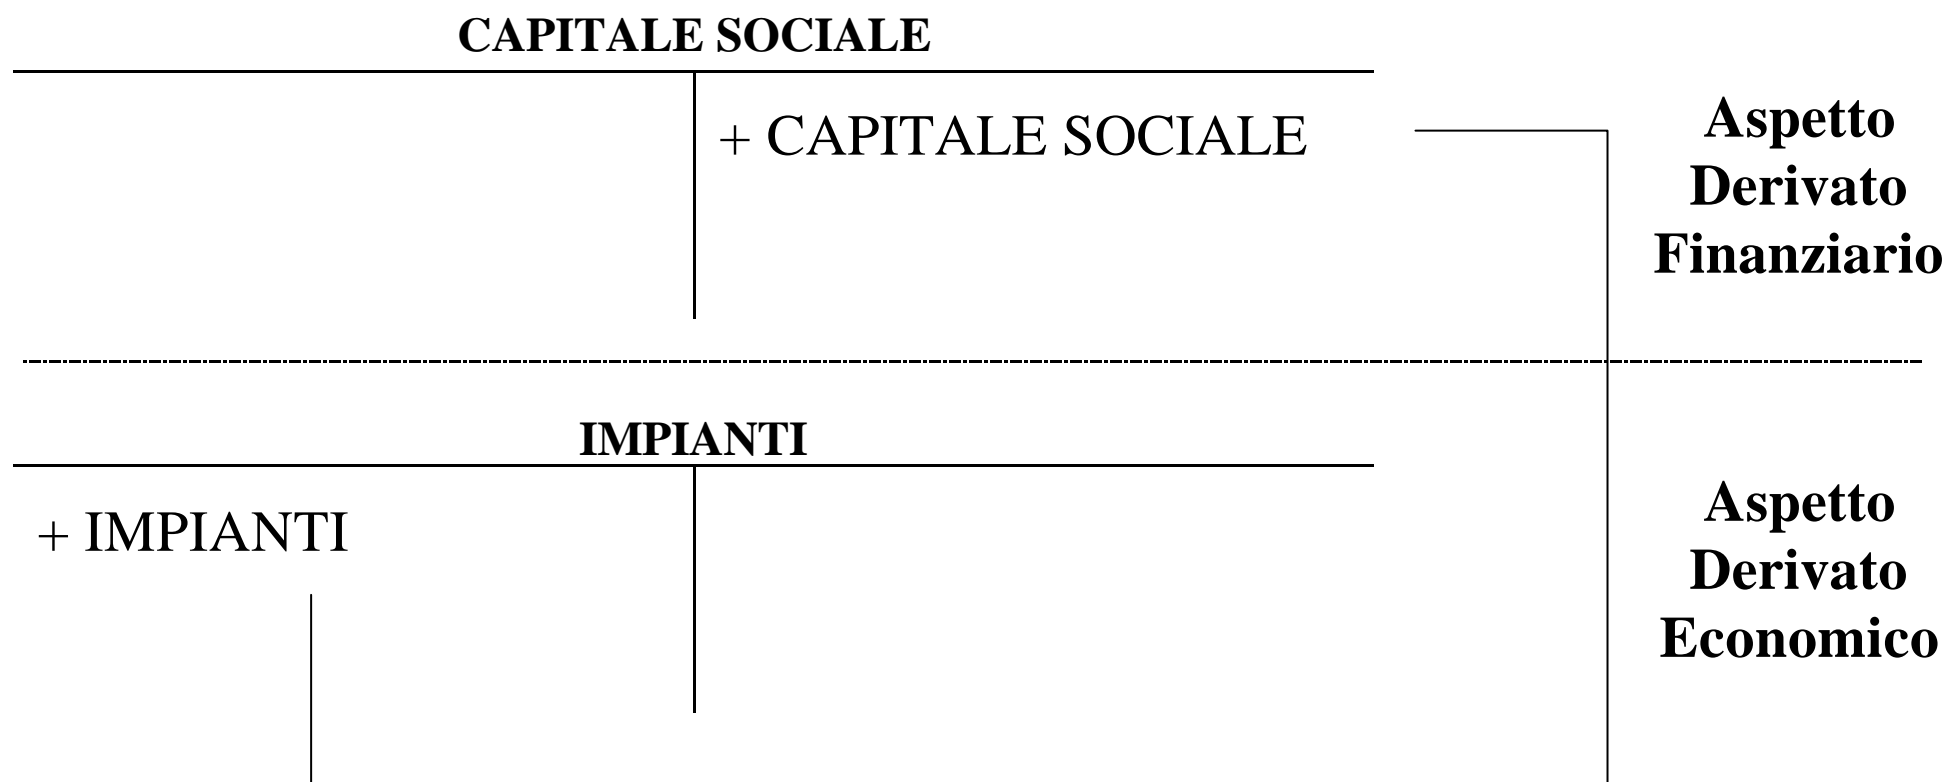 CAPITALE SOCIALE
+ CAPITALE SOCIALE
Aspetto
Derivato
Finanziario
IMPIANTI
+ IMPIANTI
Aspetto
Derivato
Economico